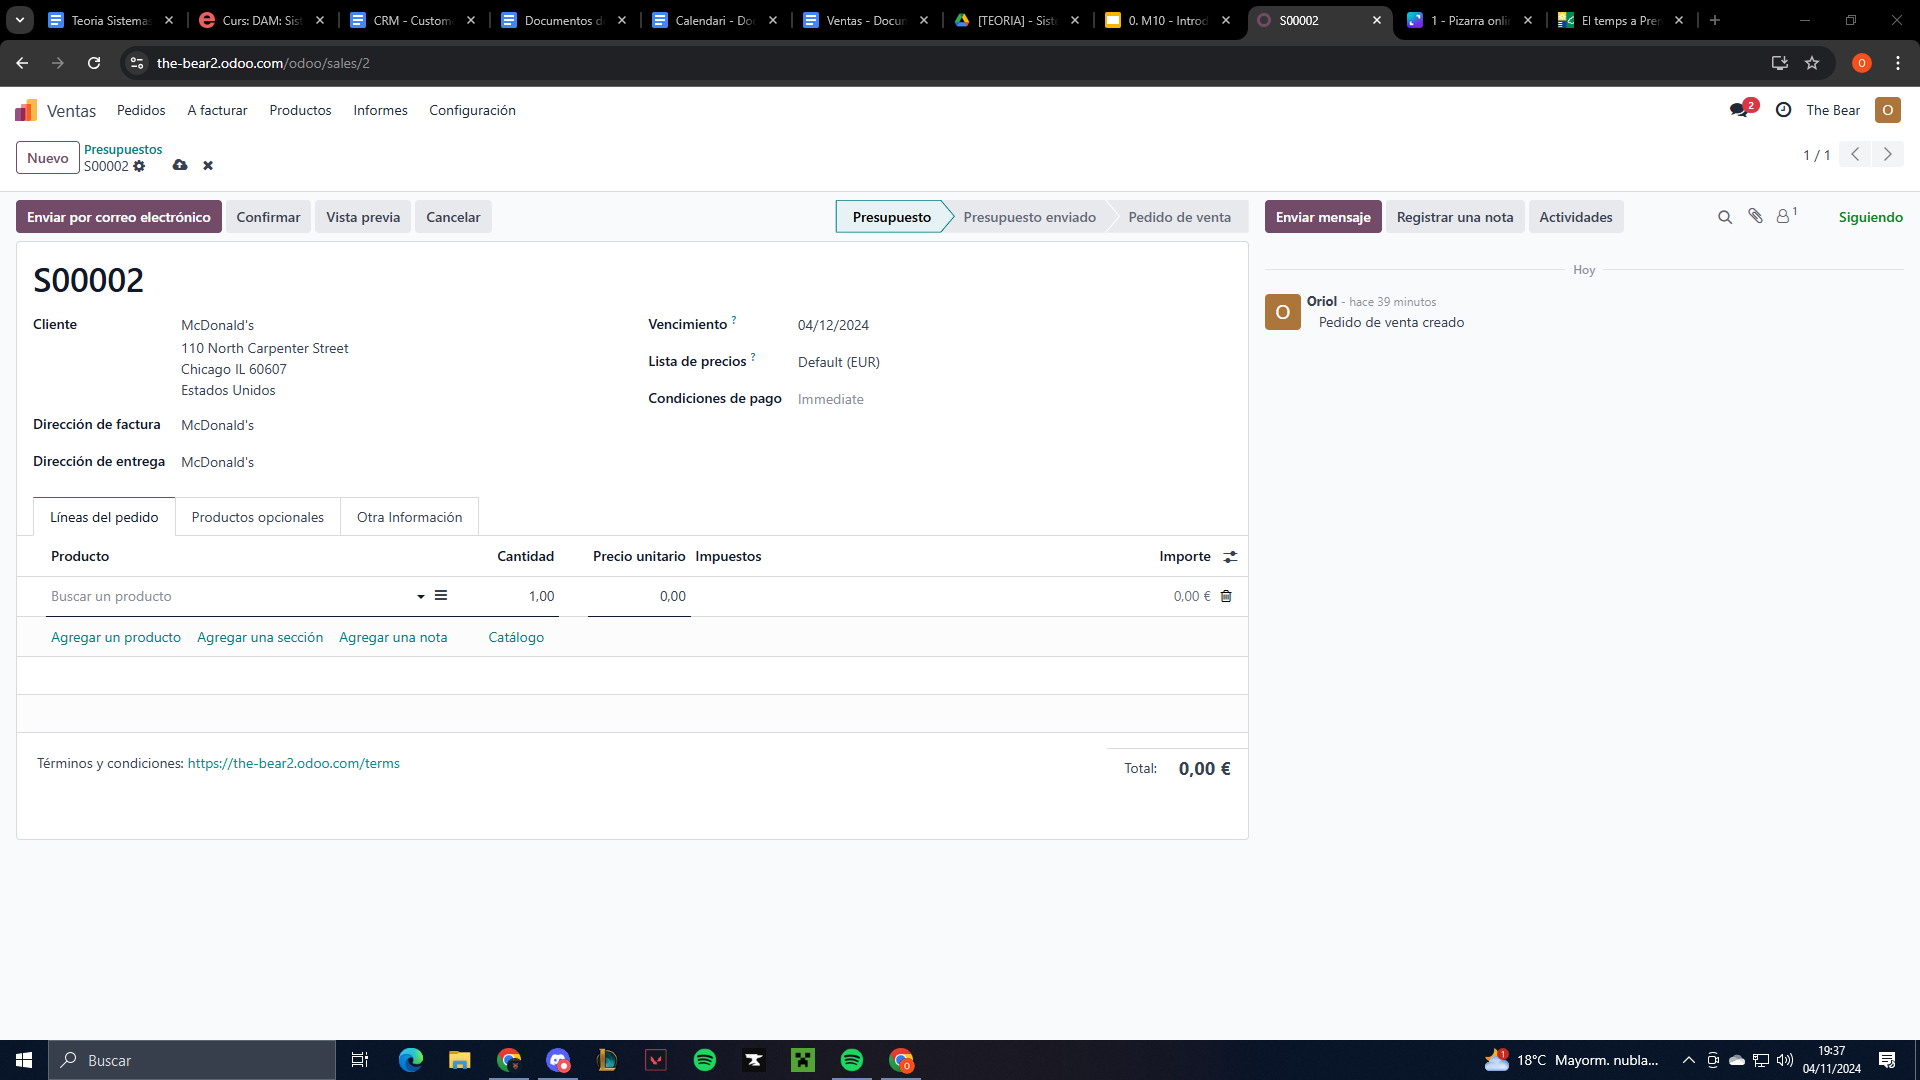 Teoria Sistemas
Curs: DAM: Sis
CRM - Custome
Documentos d
Calendari - Do
Ventas - Docun
[TEORIA] - Sist
0. M10 - Introd
S00002
1 - Pizarra onli
El temps a Prem
the-bear2.odoo.com/odoo/sales/2
O
Ventas
Pedidos
A facturar
Productos
Informes
Configuración
2
The Bear
O
Nuevo
Presupuestos
S00002
1 / 1
Enviar por correo electrónico
Confirmar
Vista previa
Cancelar
Presupuesto
Presupuesto enviado
Pedido de venta
Enviar mensaje
Registrar una nota
Actividades
1
Siguiendo
S00002
Hoy
O
Oriol - hace 39 minutos
Pedido de venta creado
Cliente
McDonald's
110 North Carpenter Street
Chicago IL 60607
Estados Unidos
Vencimiento ?
04/12/2024
Lista de precios ?
Default (EUR)
Condiciones de pago
Immediate
Dirección de factura
McDonald's
Dirección de entrega
McDonald's
Líneas del pedido
Productos opcionales
Otra Información
Producto
Cantidad
Precio unitario
Impuestos
Importe
Buscar un producto
1,00
0,00
0,00 €
Agregar un producto
Agregar una sección
Agregar una nota
Catálogo
Términos y condiciones: https://the-bear2.odoo.com/terms
Total:
0,00 €
Buscar
1
18°C
Mayorm. nubla...
19:37
04/11/2024